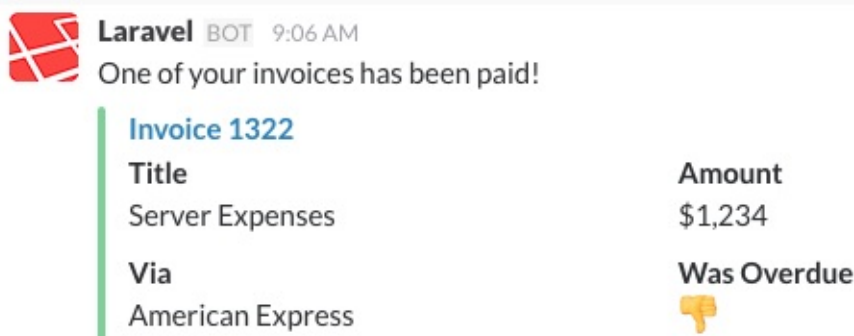 Laravel BOT 9:06 AM
One of your invoices has been paid!
Invoice 1322
Title Amount
Server Expenses $1,234
Via Was Overdue
American Express 👎